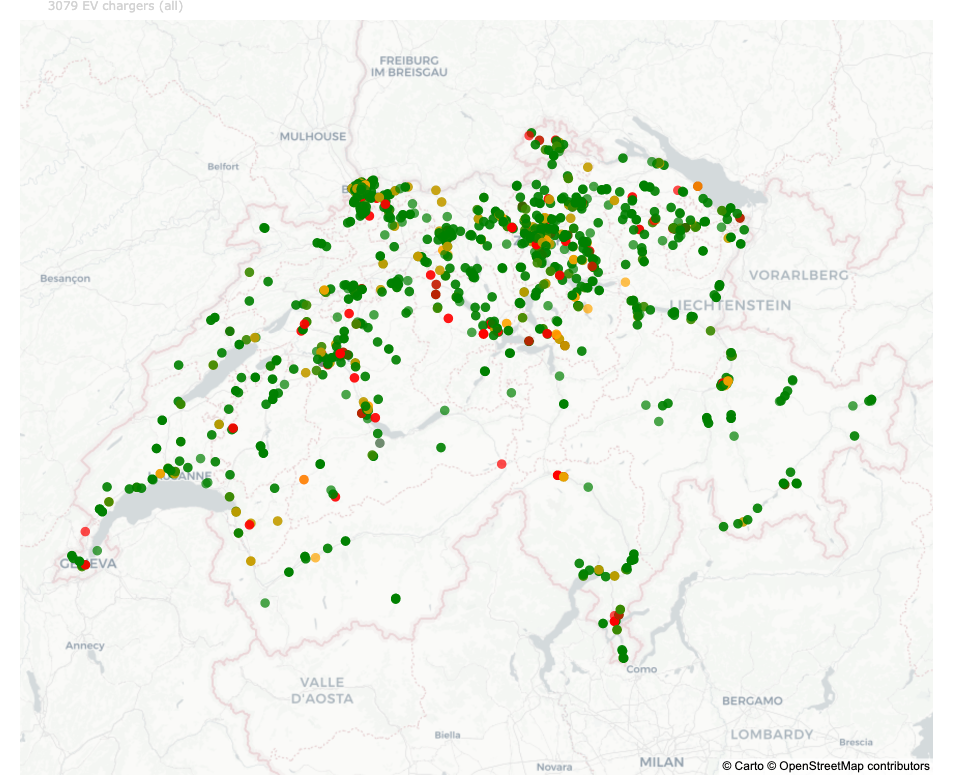 3079 EV chargers (all)
FREIBURG
IM BREISGAU
MULHOUSE
Belfort
Besançon
VORARLBERG
LIECHTENSTEIN
GENEVA
Annecy
VALLE
D'AOSTA
Como
BERGAMO
LOMBARDY
Biella
Brescia
Novara
MILAN
© Carto © OpenStreetMap contributors